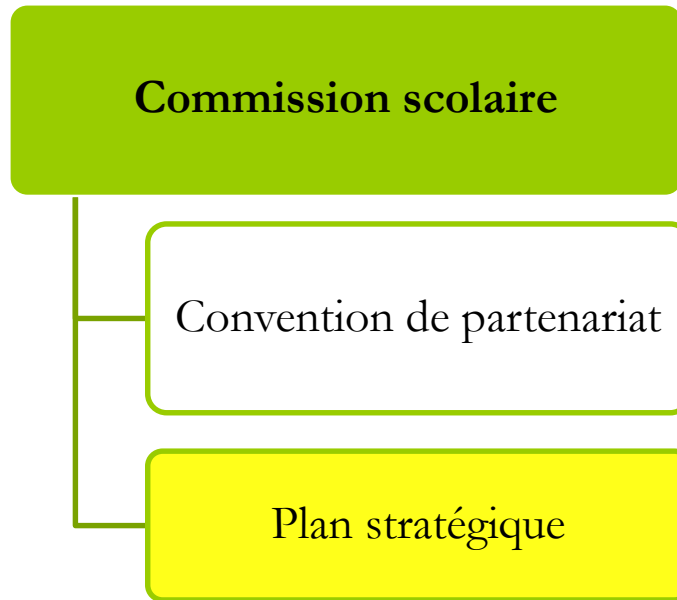 Commission scolaire
Convention de partenariat
Plan stratégique